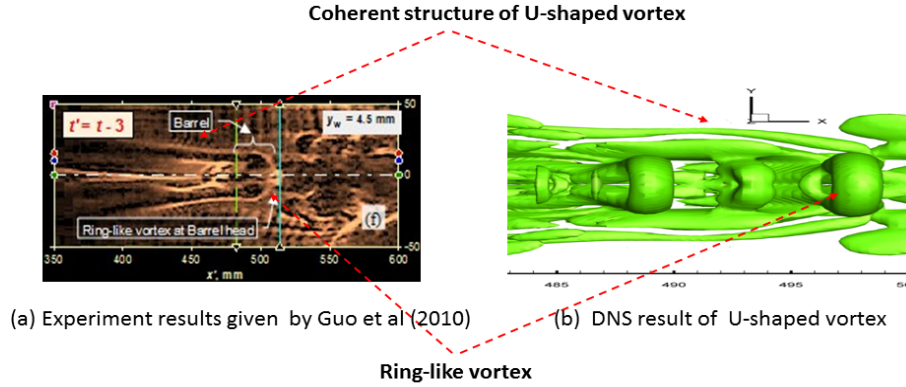 Coherent structure of U-shaped vortex
t' = t - 3
Barrel
y_w = 4.5 mm
50
0
-50
Ring-like vortex at Barrel head
(f)
350 400 450 500 550 600
x', mm
Y
X
485 490 495
(a) Experiment results given by Guo et al (2010)
(b) DNS result of U-shaped vortex
Ring-like vortex